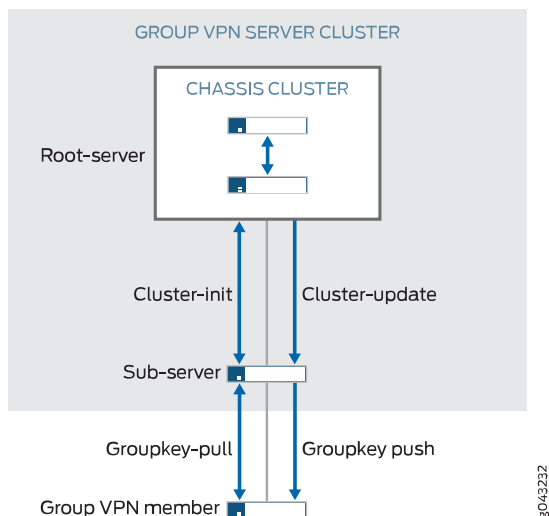 GROUP VPN SERVER CLUSTER
CHASSIS CLUSTER
Root-server
Cluster-init
Cluster-update
Sub-server
Groupkey-pull
Groupkey push
Group VPN member
g043232